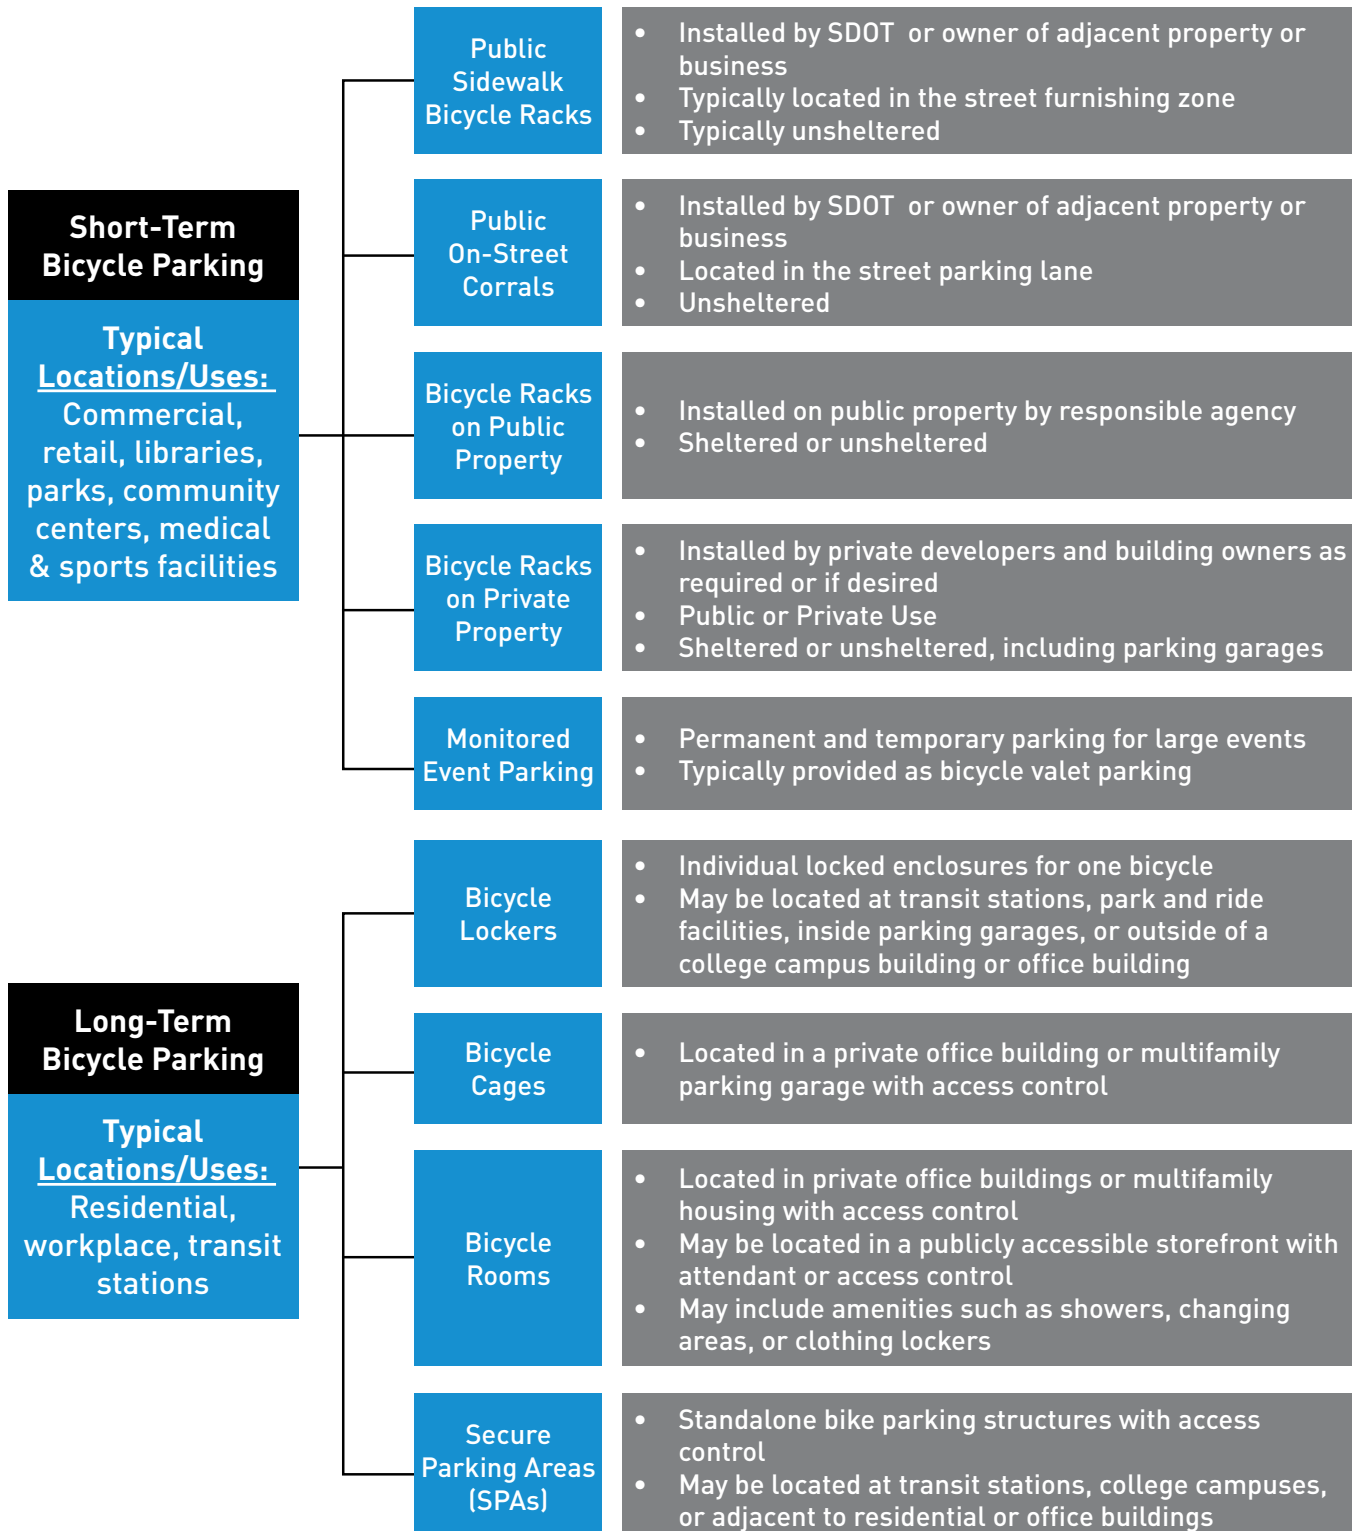 Short-Term
Bicycle Parking
Typical
Locations/Uses:
Commercial,
retail, libraries,
parks, community
centers, medical
& sports facilities
Public
Sidewalk
Bicycle Racks
• Installed by SDOT  or owner of adjacent property or
business
• Typically located in the street furnishing zone
• Typically unsheltered
Public
On-Street
Corrals
• Installed by SDOT  or owner of adjacent property or
business
• Located in the street parking lane
• Unsheltered
Bicycle Racks
on Public
Property
• Installed on public property by responsible agency
• Sheltered or unsheltered
Bicycle Racks
on Private
Property
• Installed by private developers and building owners as
required or if desired
• Public or Private Use
• Sheltered or unsheltered, including parking garages
Monitored
Event Parking
• Permanent and temporary parking for large events
• Typically provided as bicycle valet parking
Long-Term
Bicycle Parking
Typical
Locations/Uses:
Residential,
workplace, transit
stations
Bicycle
Lockers
• Individual locked enclosures for one bicycle
• May be located at transit stations, park and ride
facilities, inside parking garages, or outside of a
college campus building or office building
Bicycle
Cages
• Located in a private office building or multifamily
parking garage with access control
Bicycle
Rooms
• Located in private office buildings or multifamily
housing with access control
• May be located in a publicly accessible storefront with
attendant or access control
• May include amenities such as showers, changing
areas, or clothing lockers
Secure
Parking Areas
(SPAs)
• Standalone bike parking structures with access
control
• May be located at transit stations, college campuses,
or adjacent to residential or office buildings